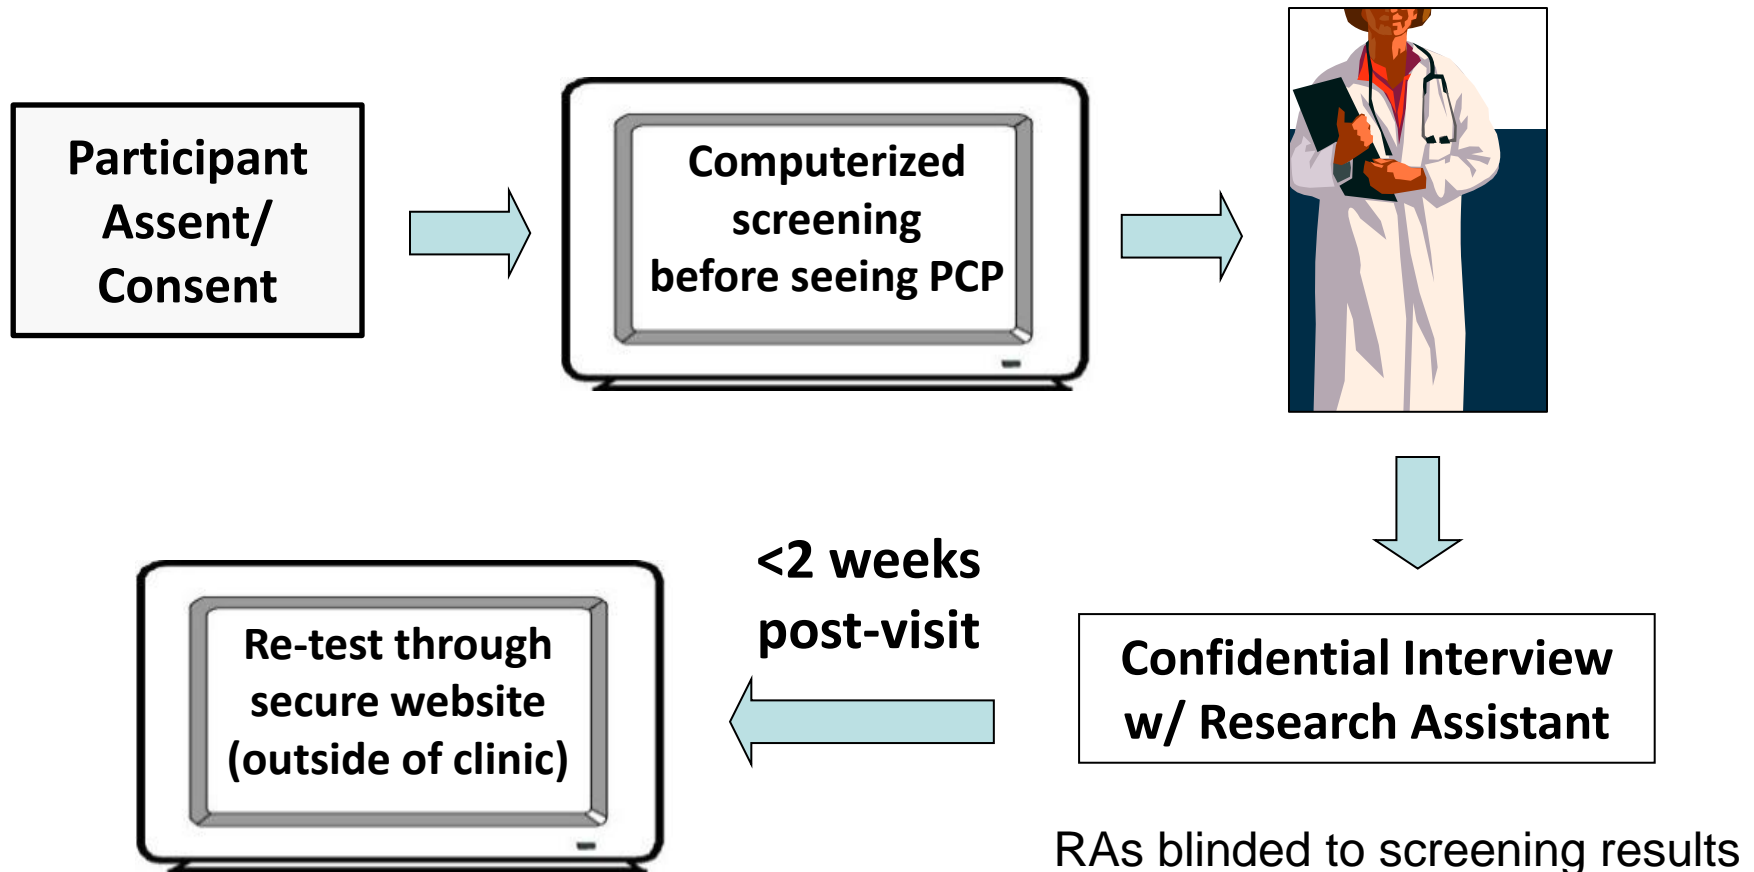 Participant
Assent/
Consent
Computerized
screening
before seeing PCP
<2 weeks
post-visit
Re-test through
secure website
(outside of clinic)
Confidential Interview
w/ Research Assistant
RAs blinded to screening results